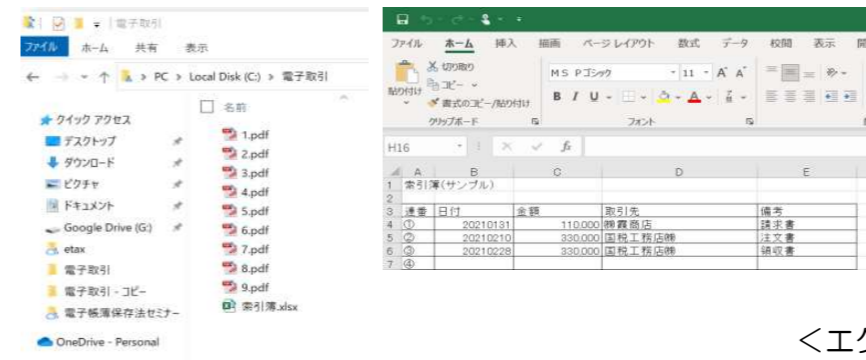 電子取引
ファイル ホーム 共有 表示
PC > Local Disk (C:) > 電子取引
名前
クイック アクセス
デスクトップ
ダウンロード
ピクチャ
ドキュメント
Google Drive (G:)
etax
電子取引
電子取引 - コピー
電子帳簿保存法セミナー
OneDrive - Personal
1.pdf
2.pdf
3.pdf
4.pdf
5.pdf
6.pdf
7.pdf
8.pdf
9.pdf
索引簿.xlsx
ファイル ホーム 挿入 描画 ページ レイアウト 数式 データ 校閲 表示
貼り付け
切り取り
コピー
書式のコピー/貼り付け
クリップボード
MS Pゴシック 11 A A
B I U A
フォント
H16 fx
A B C D E
1 索引簿(サンプル)
2
3 連番 日付 金額 取引先 備考
4 ① 20210131 110,000 ㈱霞商店 請求書
5 ② 20210210 330,000 国税工務店㈱ 注文書
6 ③ 20210228 330,000 国税工務店㈱ 領収書
7 ④
<エク